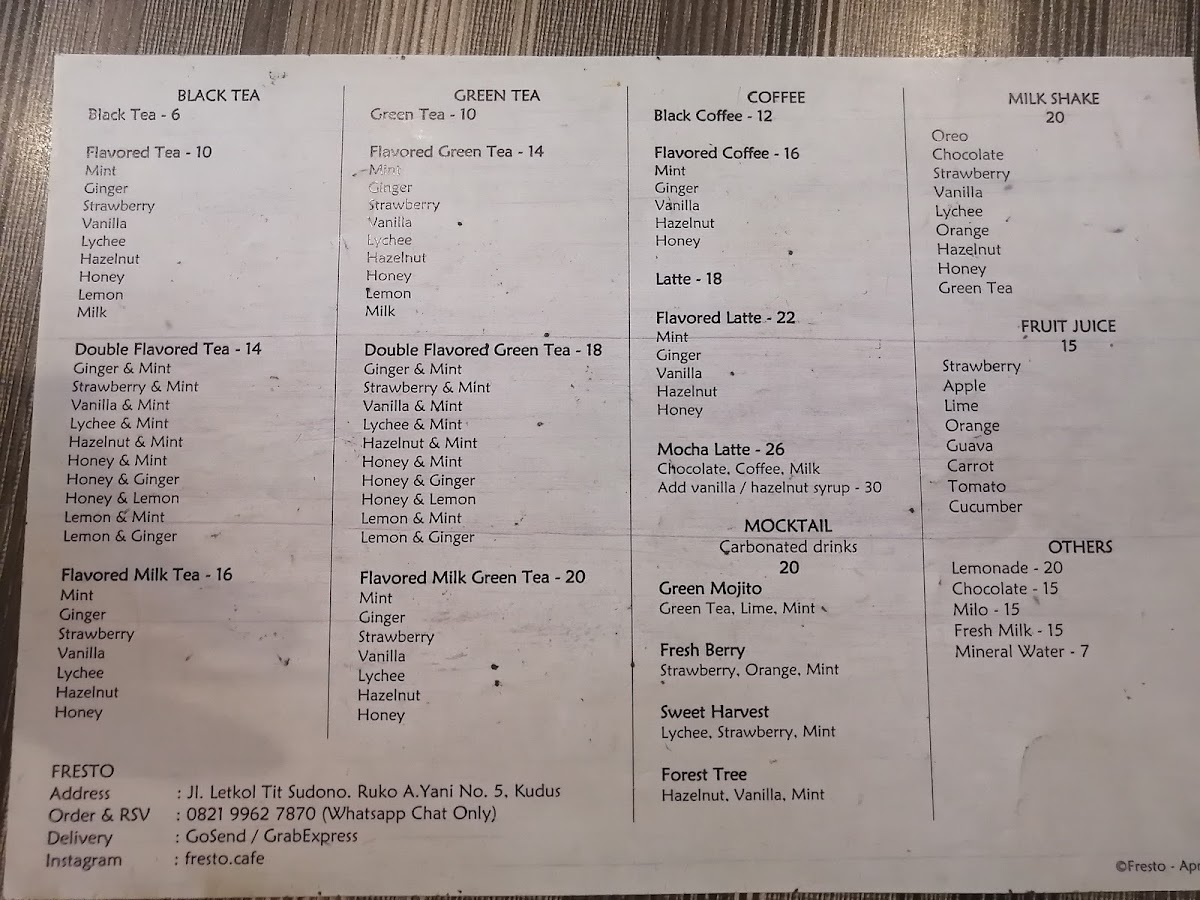 BLACK TEA
Black Tea - 6
Flavored Tea - 10
Mint
Ginger
Strawberry
Vanilla
Lychee
Hazelnut
Honey
Lemon
Milk
Double Flavored Tea - 14
Ginger & Mint
Strawberry & Mint
Vanilla & Mint
Lychee & Mint
Hazelnut & Mint
Honey & Mint
Honey & Ginger
Honey & Lemon
Lemon & Mint
Lemon & Ginger
Flavored Milk Tea - 16
Mint
Ginger
Strawberry
Vanilla
Lychee
Hazelnut
Honey
GREEN TEA
Green Tea - 10
Flavored Green Tea - 14
Mint
Ginger
Strawberry
Vanilla
Lychee
Hazelnut
Honey
Lemon
Milk
Double Flavored Green Tea - 18
Ginger & Mint
Strawberry & Mint
Vanilla & Mint
Lychee & Mint
Hazelnut & Mint
Honey & Mint
Honey & Ginger
Honey & Lemon
Lemon & Mint
Lemon & Ginger
Flavored Milk Green Tea - 20
Mint
Ginger
Strawberry
Vanilla
Lychee
Hazelnut
Honey
COFFEE
Black Coffee - 12
Flavored Coffee - 16
Mint
Ginger
Vanilla
Hazelnut
Honey
Latte - 18
Flavored Latte - 22
Mint
Ginger
Vanilla
Hazelnut
Honey
Mocha Latte - 26
Chocolate, Coffee, Milk
Add vanilla / hazelnut syrup - 30
MOCKTAIL
Carbonated drinks
20
Green Mojito
Green Tea, Lime, Mint
Fresh Berry
Strawberry, Orange, Mint
Sweet Harvest
Lychee, Strawberry, Mint
Forest Tree
Hazelnut, Vanilla, Mint
MILK SHAKE
20
Oreo
Chocolate
Strawberry
Vanilla
Lychee
Orange
Hazelnut
Honey
Green Tea
FRUIT JUICE
15
Strawberry
Apple
Lime
Orange
Guava
Carrot
Tomato
Cucumber
OTHERS
Lemonade - 20
Chocolate - 15
Milo - 15
Fresh Milk - 15
Mineral Water - 7
FRESTO
Address : Jl. Letkol Tit Sudono. Ruko A.Yani No. 5, Kudus
Order & RSV : 0821 9962 7870 (Whatsapp Chat Only)
Delivery : GoSend / GrabExpress
Instagram : fresto.cafe
©Fresto - Apr